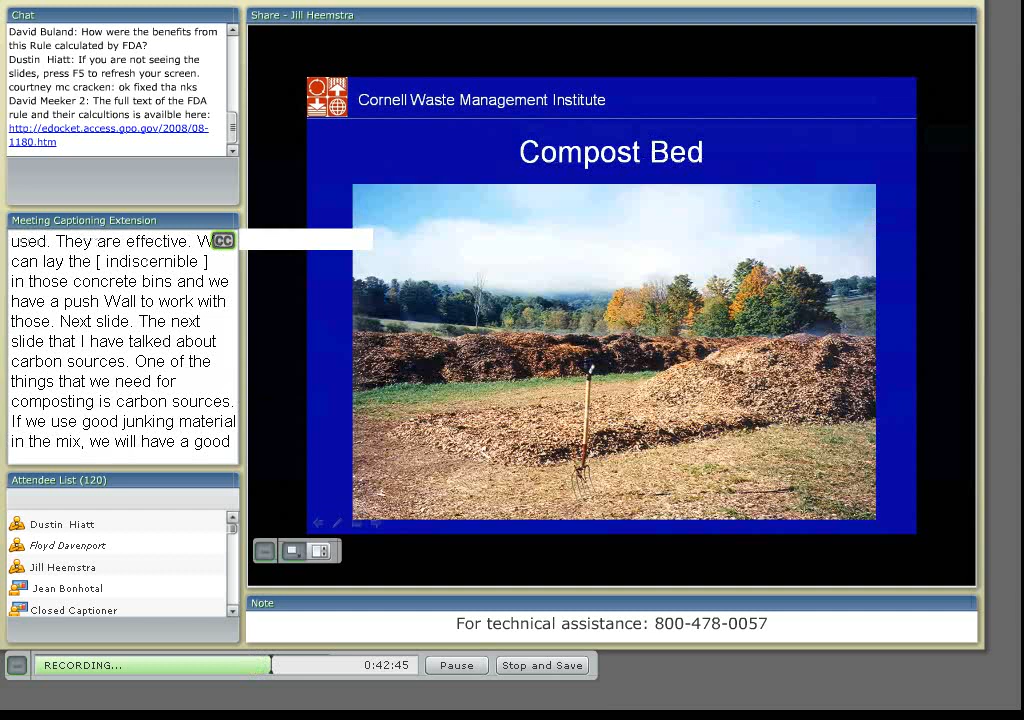 Chat
David Buland: How were the benefits from
this Rule calculated by FDA?
Dustin Hiatt: If you are not seeing the
slides, press F5 to refresh your screen.
courtney mc cracken: ok fixed tha nks
David Meeker 2: The full text of the FDA
rule and their calcultions is availble here:
http://edocket.access.gpo.gov/2008/08-
1180.htm
Meeting Captioning Extension
used. They are effective. W
CC
can lay the [ indiscernible ]
in those concrete bins and we
have a push Wall to work with
those. Next slide. The next
slide that I have talked about
carbon sources. One of the
things that we need for
composting is carbon sources.
If we use good junking material
in the mix, we will have a good
Attendee List (120)
Dustin Hiatt
Floyd Davenport
Jill Heemstra
Jean Bonhotal
Closed Captioner
Share - Jill Heemstra
Cornell Waste Management Institute
Compost Bed
Note
For technical assistance: 800-478-0057
RECORDING...
0:42:45
Pause
Stop and Save